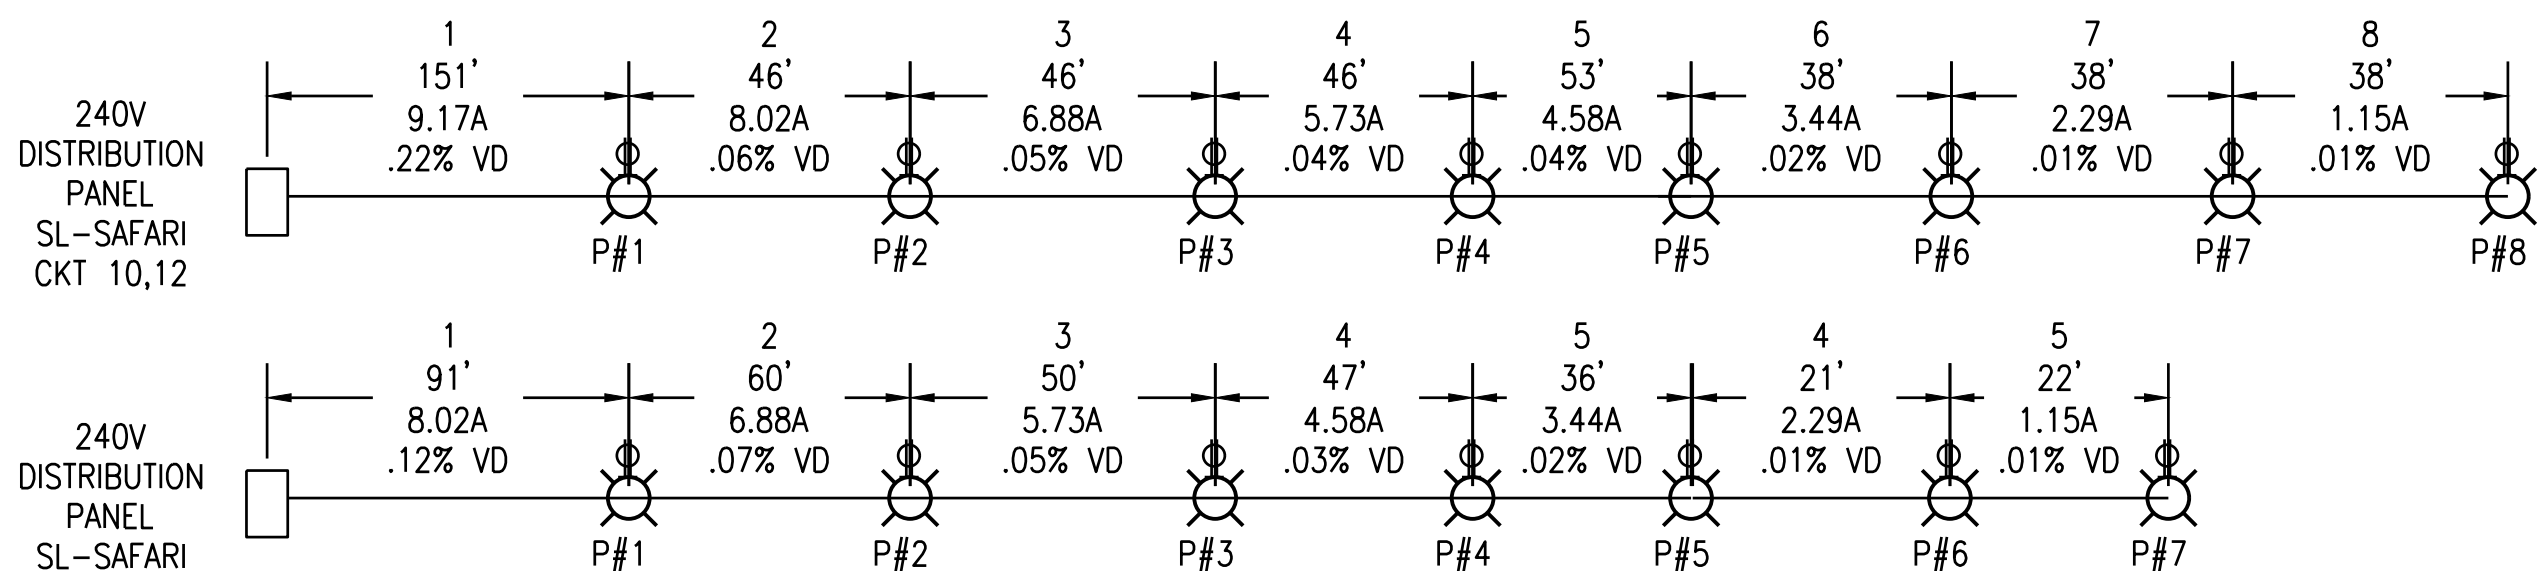 1 2 3 4 5 6 7 8
151' 46' 46' 46' 53' 38' 38' 38'
240V 9.17A 8.02A 6.88A 5.73A 4.58A 3.44A 2.29A 1.15A
DISTRIBUTION .22% VD .06% VD .05% VD .04% VD .04% VD .02% VD .01% VD .01% VD
PANEL
SL-SAFARI P#1 P#2 P#3 P#4 P#5 P#6 P#7 P#8
CKT 10,12
1 2 3 4 5 4 5
91' 60' 50' 47' 36' 21' 22'
240V 8.02A 6.88A 5.73A 4.58A 3.44A 2.29A 1.15A
DISTRIBUTION .12% VD .07% VD .05% VD .03% VD .02% VD .01% VD .01% VD
PANEL
SL-SAFARI P#1 P#2 P#3 P#4 P#5 P#6 P#7